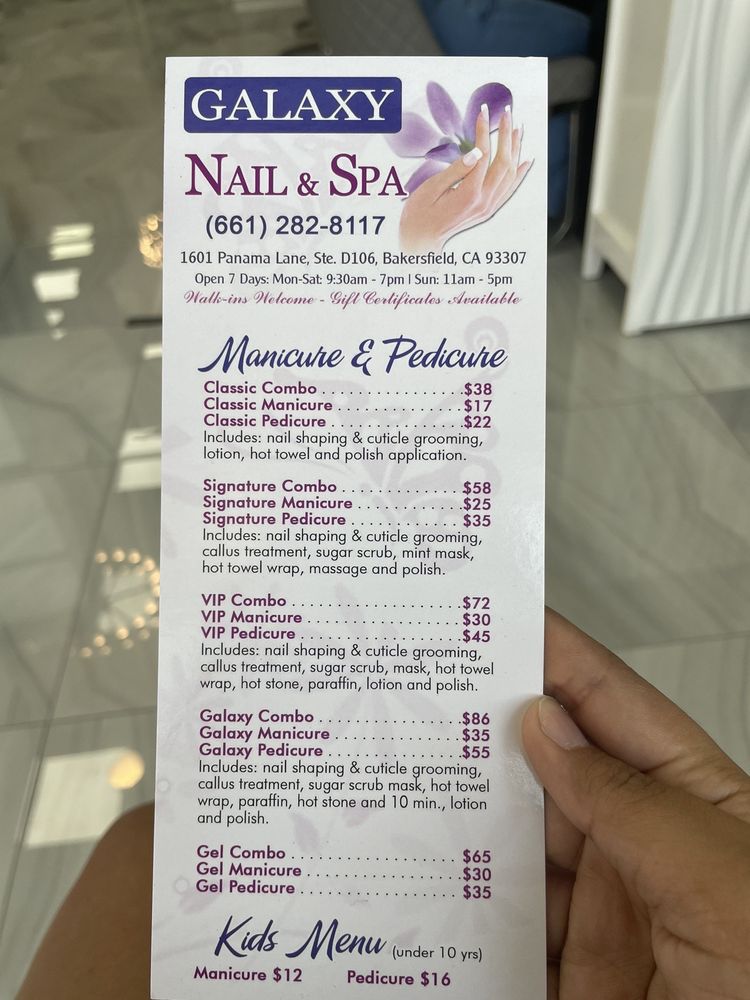 GALAXY
NAIL & SPA
(661) 282-8117
1601 Panama Lane, Ste. D106, Bakersfield, CA 93307
Open 7 Days: Mon-Sat: 9:30am - 7pm | Sun: 11am - 5pm
Walk-ins Welcome - Gift Certificates Available
Manicure & Pedicure
Classic Combo . . . . . . . . . . . . . . . $38
Classic Manicure . . . . . . . . . . . . . $17
Classic Pedicure . . . . . . . . . . . . . . $22
Includes: nail shaping & cuticle grooming,
lotion, hot towel and polish application.
Signature Combo . . . . . . . . . . . . . $58
Signature Manicure . . . . . . . . . . . $25
Signature Pedicure . . . . . . . . . . . . $35
Includes: nail shaping & cuticle grooming,
callus treatment, sugar scrub, mint mask,
hot towel wrap, massage and polish.
VIP Combo . . . . . . . . . . . . . . . . . . $72
VIP Manicure . . . . . . . . . . . . . . . . $30
VIP Pedicure . . . . . . . . . . . . . . . . . $45
Includes: nail shaping & cuticle grooming,
callus treatment, sugar scrub, mask, hot towel
wrap, hot stone, paraffin, lotion and polish.
Galaxy Combo . . . . . . . . . . . . . . . $86
Galaxy Manicure . . . . . . . . . . . . . $35
Galaxy Pedicure . . . . . . . . . . . . . . $55
Includes: nail shaping & cuticle grooming,
callus treatment, sugar scrub mask, hot towel
wrap, paraffin, hot stone and 10 min., lotion
and polish.
Gel Combo . . . . . . . . . . . . . . . . . . $65
Gel Manicure . . . . . . . . . . . . . . . . $30
Gel Pedicure . . . . . . . . . . . . . . . . . $35
Kids Menu (under 10 yrs)
Manicure $12 Pedicure $16